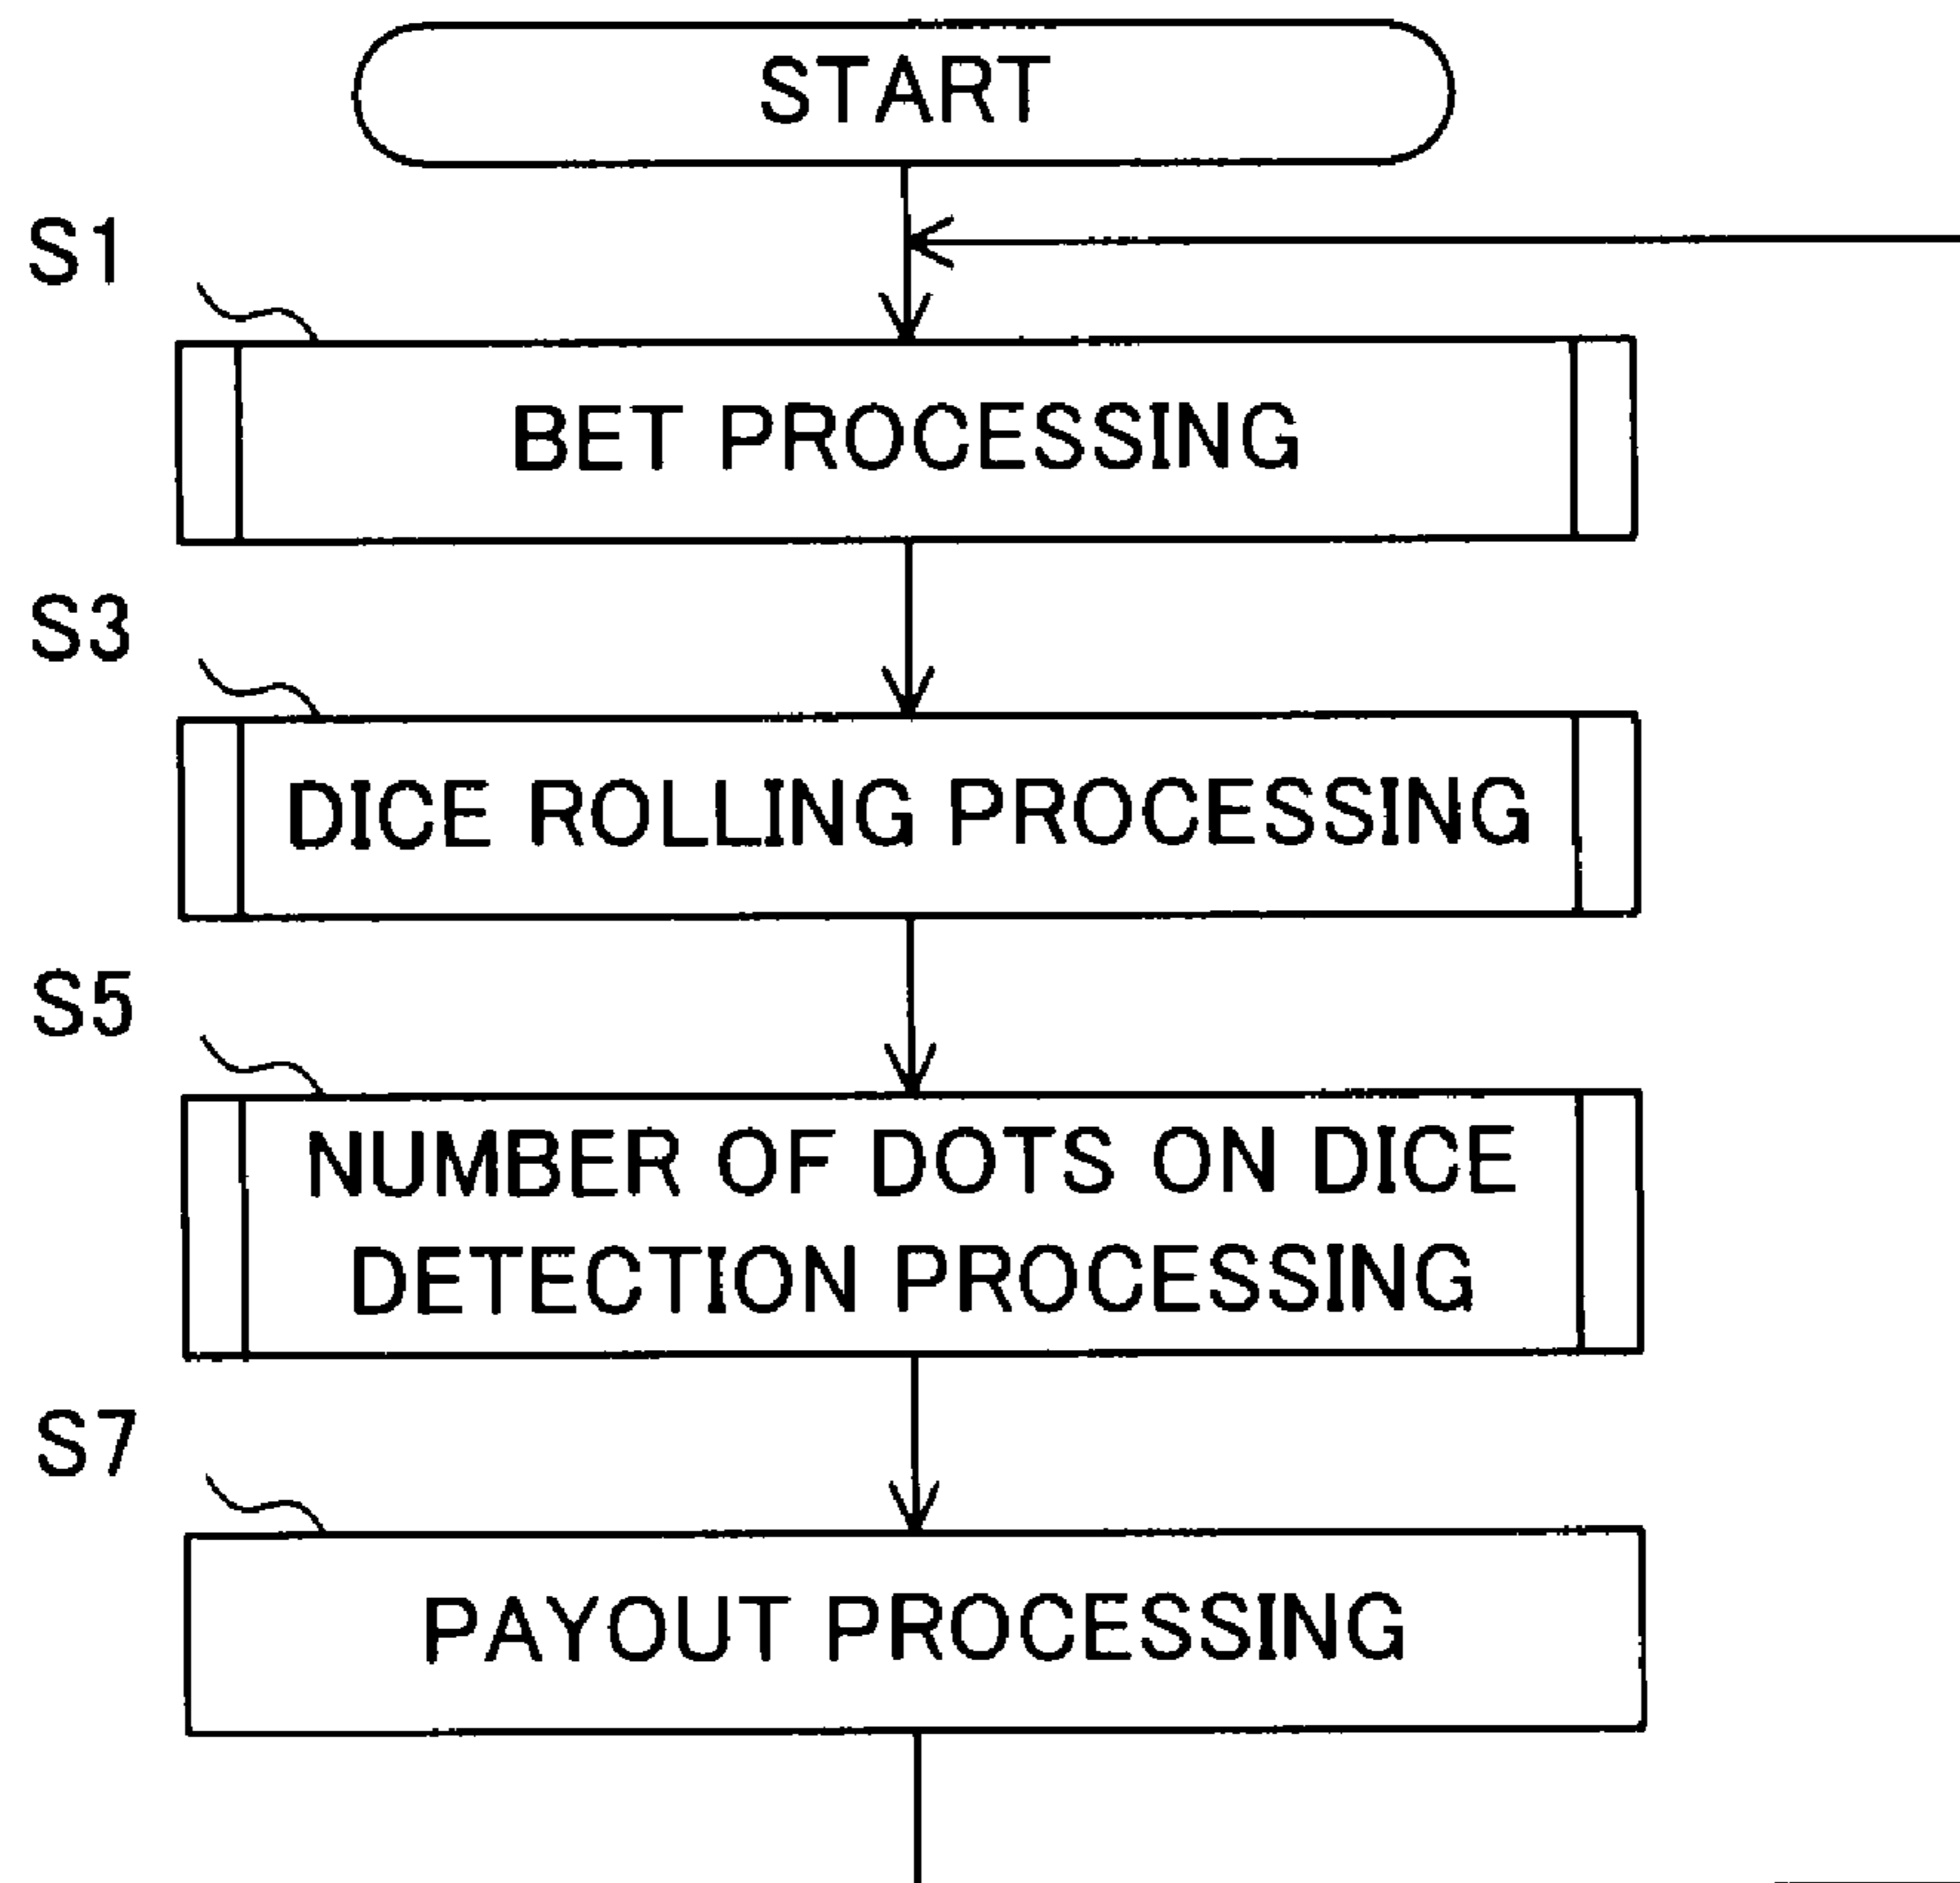 START
S1
BET PROCESSING
S3
DICE ROLLING PROCESSING
S5
NUMBER OF DOTS ON DICE
DETECTION PROCESSING
S7
PAYOUT PROCESSING